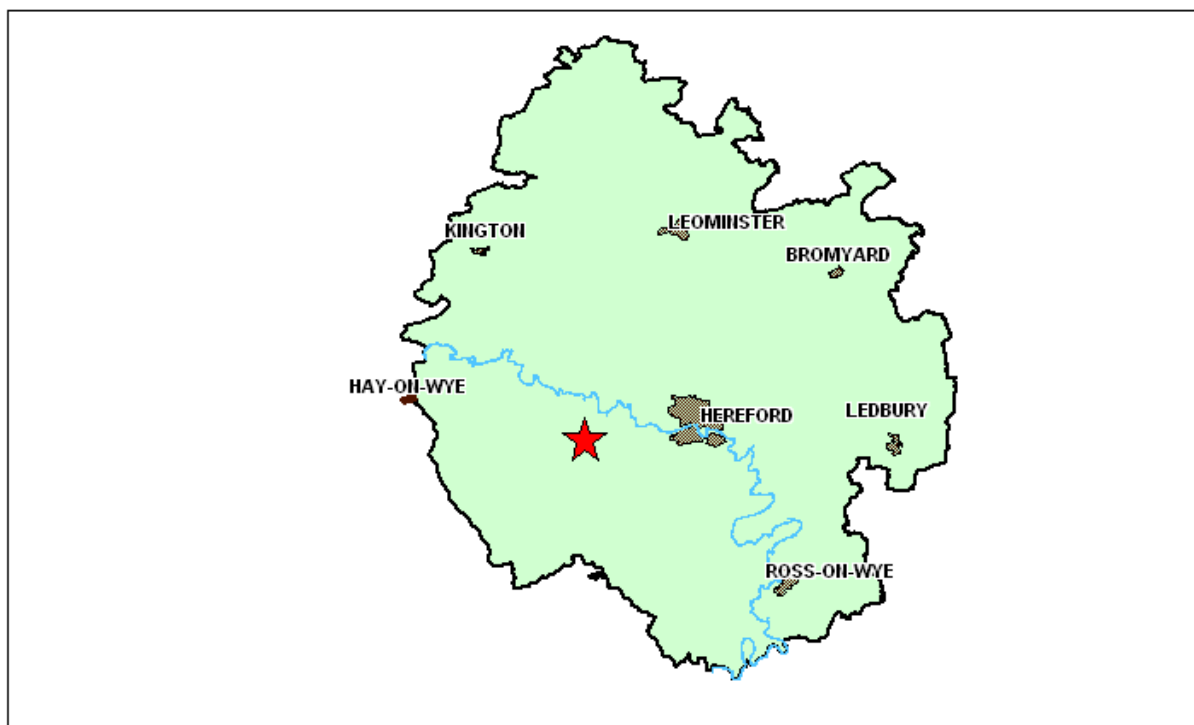 LEOMINSTER
KINGTON
BROMYARD
HAY-ON-WYE
HEREFORD
LEDBURY
ROSS-ON-WYE